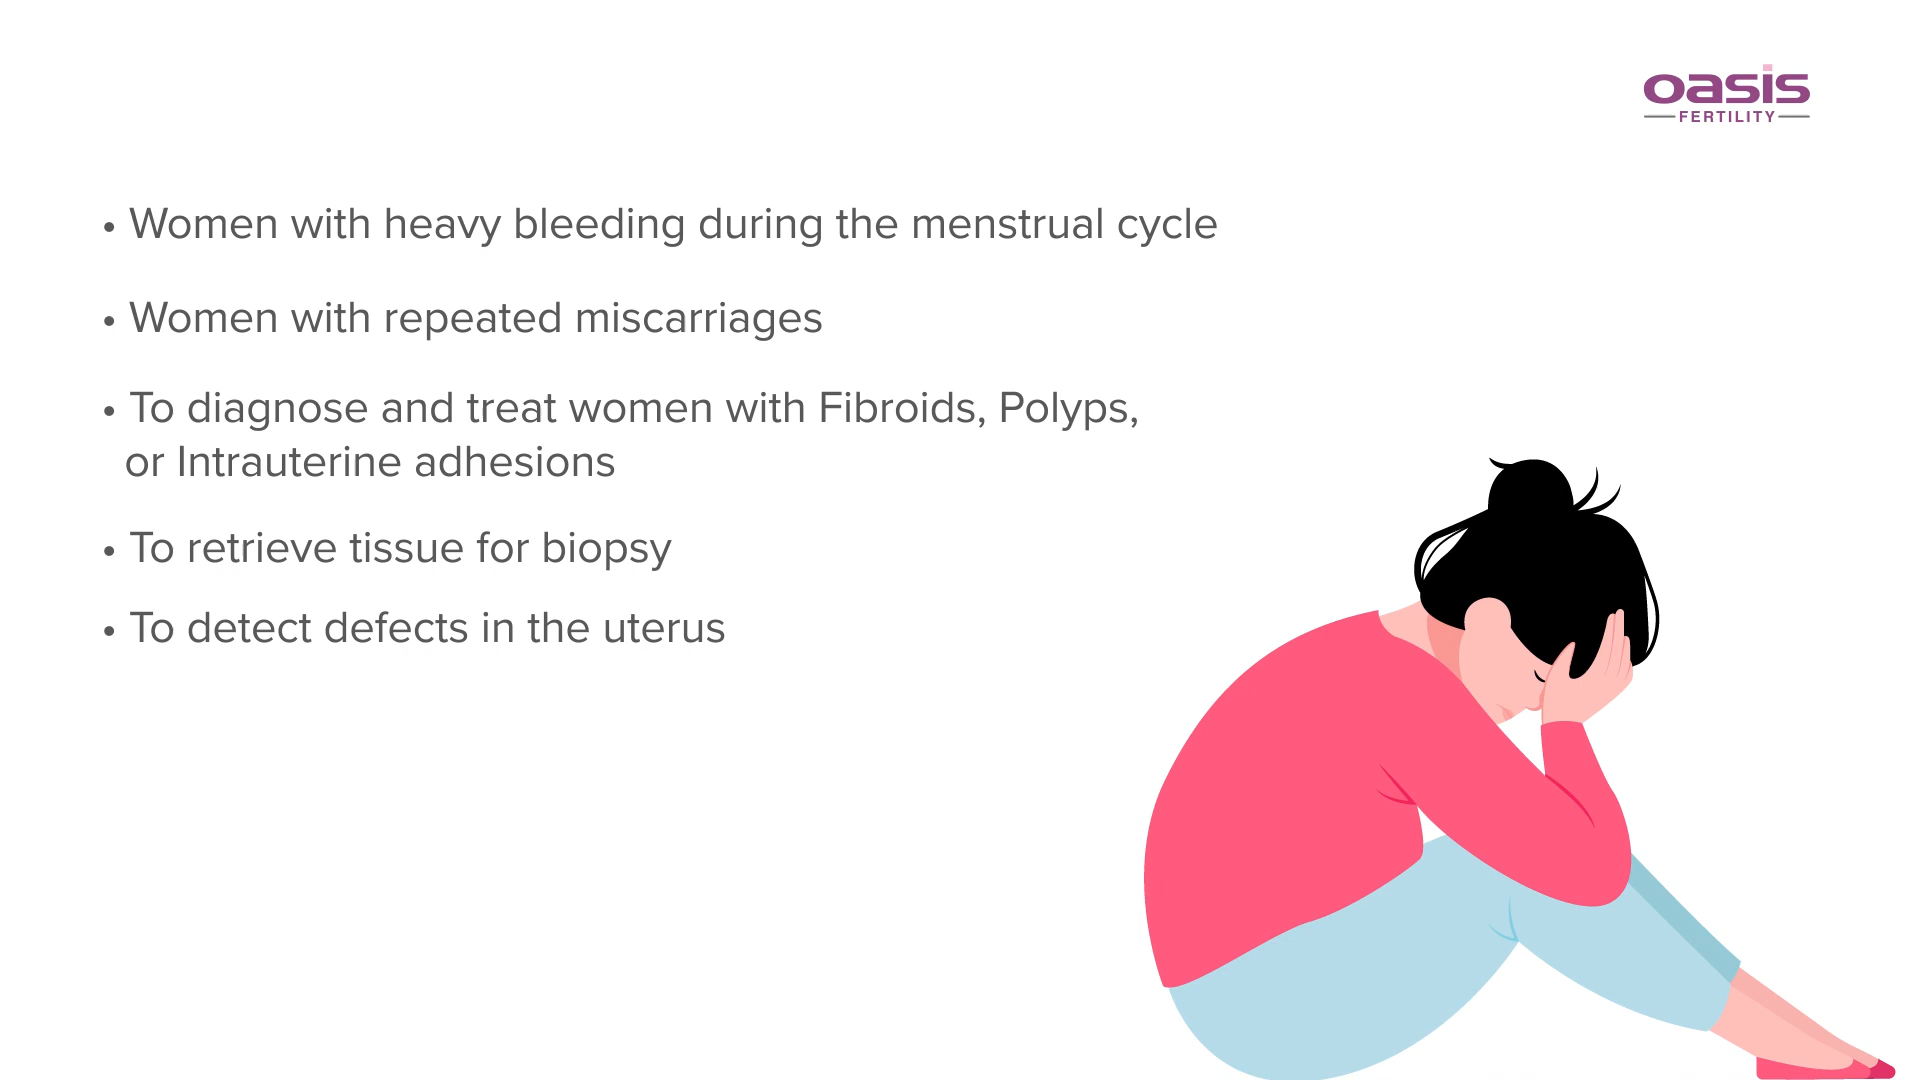 oasis
FERTILITY
• Women with heavy bleeding during the menstrual cycle
• Women with repeated miscarriages
• To diagnose and treat women with Fibroids, Polyps,
or Intrauterine adhesions
• To retrieve tissue for biopsy
• To detect defects in the uterus